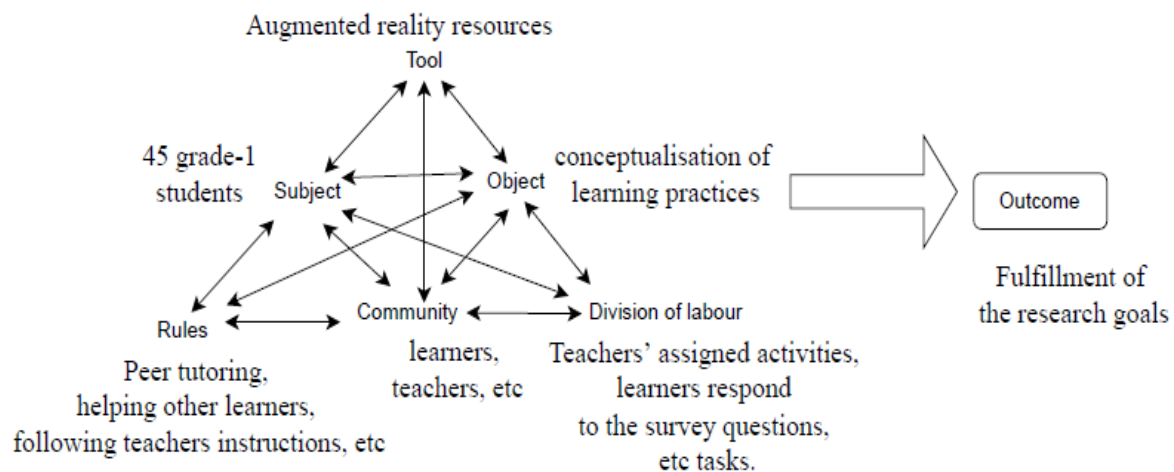 Augmented reality resources
Tool
45 grade-1
students
Subject
Object
conceptualisation of
learning practices
Outcome
Fulfillment of
the research goals
Rules
Community
Division of labour
Peer tutoring,
helping other learners,
following teachers instructions, etc
learners,
teachers, etc
Teachers’ assigned activities,
learners respond
to the survey questions,
etc tasks.